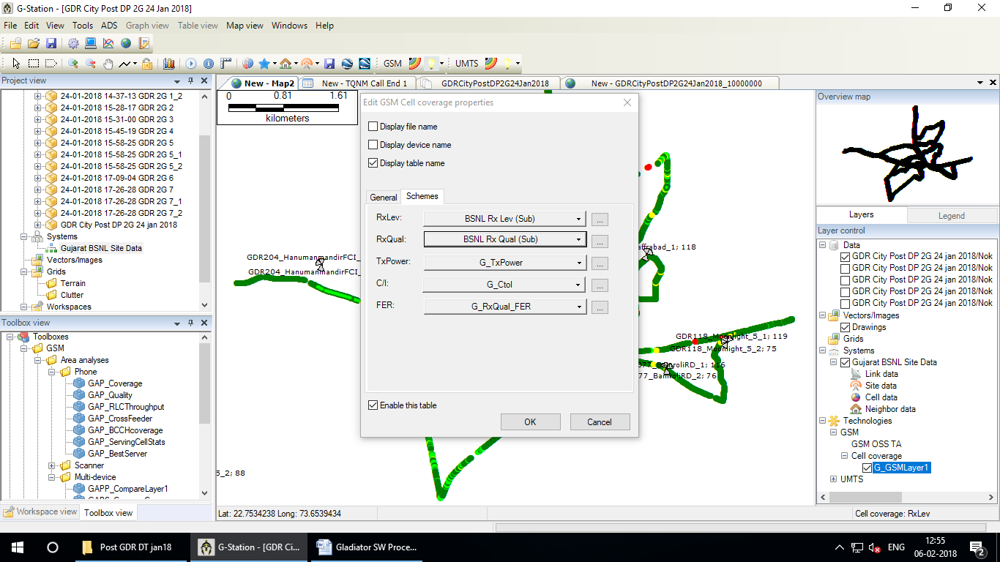 G-Station - [GDR City Post DP 2G 24 Jan 2018]
File Edit View Tools ADS Graph view Table view Map view Windows Help
GSM UMTS
Project view
24-01-2018 14-37-13 GDR 2G 1_2
24-01-2018 15-28-17 GDR 2G 2
24-01-2018 15-31-00 GDR 2G 3
24-01-2018 15-45-19 GDR 2G 4
24-01-2018 15-58-25 GDR 2G 5
24-01-2018 15-58-25 GDR 2G 5_1
24-01-2018 15-58-25 GDR 2G 5_2
24-01-2018 17-09-04 GDR 2G 6
24-01-2018 17-26-28 GDR 2G 7
24-01-2018 17-26-28 GDR 2G 7_1
24-01-2018 17-26-28 GDR 2G 7_2
GDR City Post DP 2G 24 jan 2018
Systems
Gujarat BSNL Site Data
Vectors/Images
Grids
Terrain
Clutter
Workspaces
Toolbox view
Toolboxes
GSM
Area analyses
Phone
GAP_Coverage
GAP_Quality
GAP_RLCThroughput
GAP_CrossFeeder
GAP_BCCHcoverage
GAP_ServingCellStats
GAP_BestServer
Scanner
Multi-device
GAPP_CompareLayer1
Workspace view Toolbox view
New - Map2 New - TQNM Call End 1 GDRCityPostDP2G24Jan2018 New - GDRCityPostDP2G24Jan2018_10000000
0 0.81 1.61
kilometers
GDR204_HanumanmandirFCI_
GDR204_HanumanmandirFCI_
5_2; 88
Edit GSM Cell coverage properties
Display file name
Display device name
Display table name
General Schemes
RxLev: BSNL Rx Lev (Sub) ...
RxQual: BSNL Rx Qual (Sub) ...
TxPower: G_TxPower ...
C/I: G_CtoI ...
FER: G_RxQual_FER ...
Enable this table
OK Cancel
affrabad_1; 118
GDR118_Moonlight_5_1; 119
GDR118_Moonlight_5_2; 75
77_BamroliRD_1; 116
77_BamroliRD_2; 76
Lat: 22.7534238 Long: 73.6539434
Overview map
Layers Legend
Layer control
Data
GDR City Post DP 2G 24 jan 2018/Nok
GDR City Post DP 2G 24 jan 2018/Nok
GDR City Post DP 2G 24 jan 2018/Nok
GDR City Post DP 2G 24 jan 2018/Nok
GDR City Post DP 2G 24 jan 2018/Nok
Vectors/Images
Drawings
Grids
Systems
Gujarat BSNL Site Data
Link data
Site data
Cell data
Neighbor data
Technologies
GSM
GSM OSS TA
Cell coverage
G_GSMLayer1
UMTS
Cell coverage: RxLev
Post GDR DT jan18 G-Station - [GDR Ci... Gladiator SW Proce... ENG 12:55
06-02-2018 2